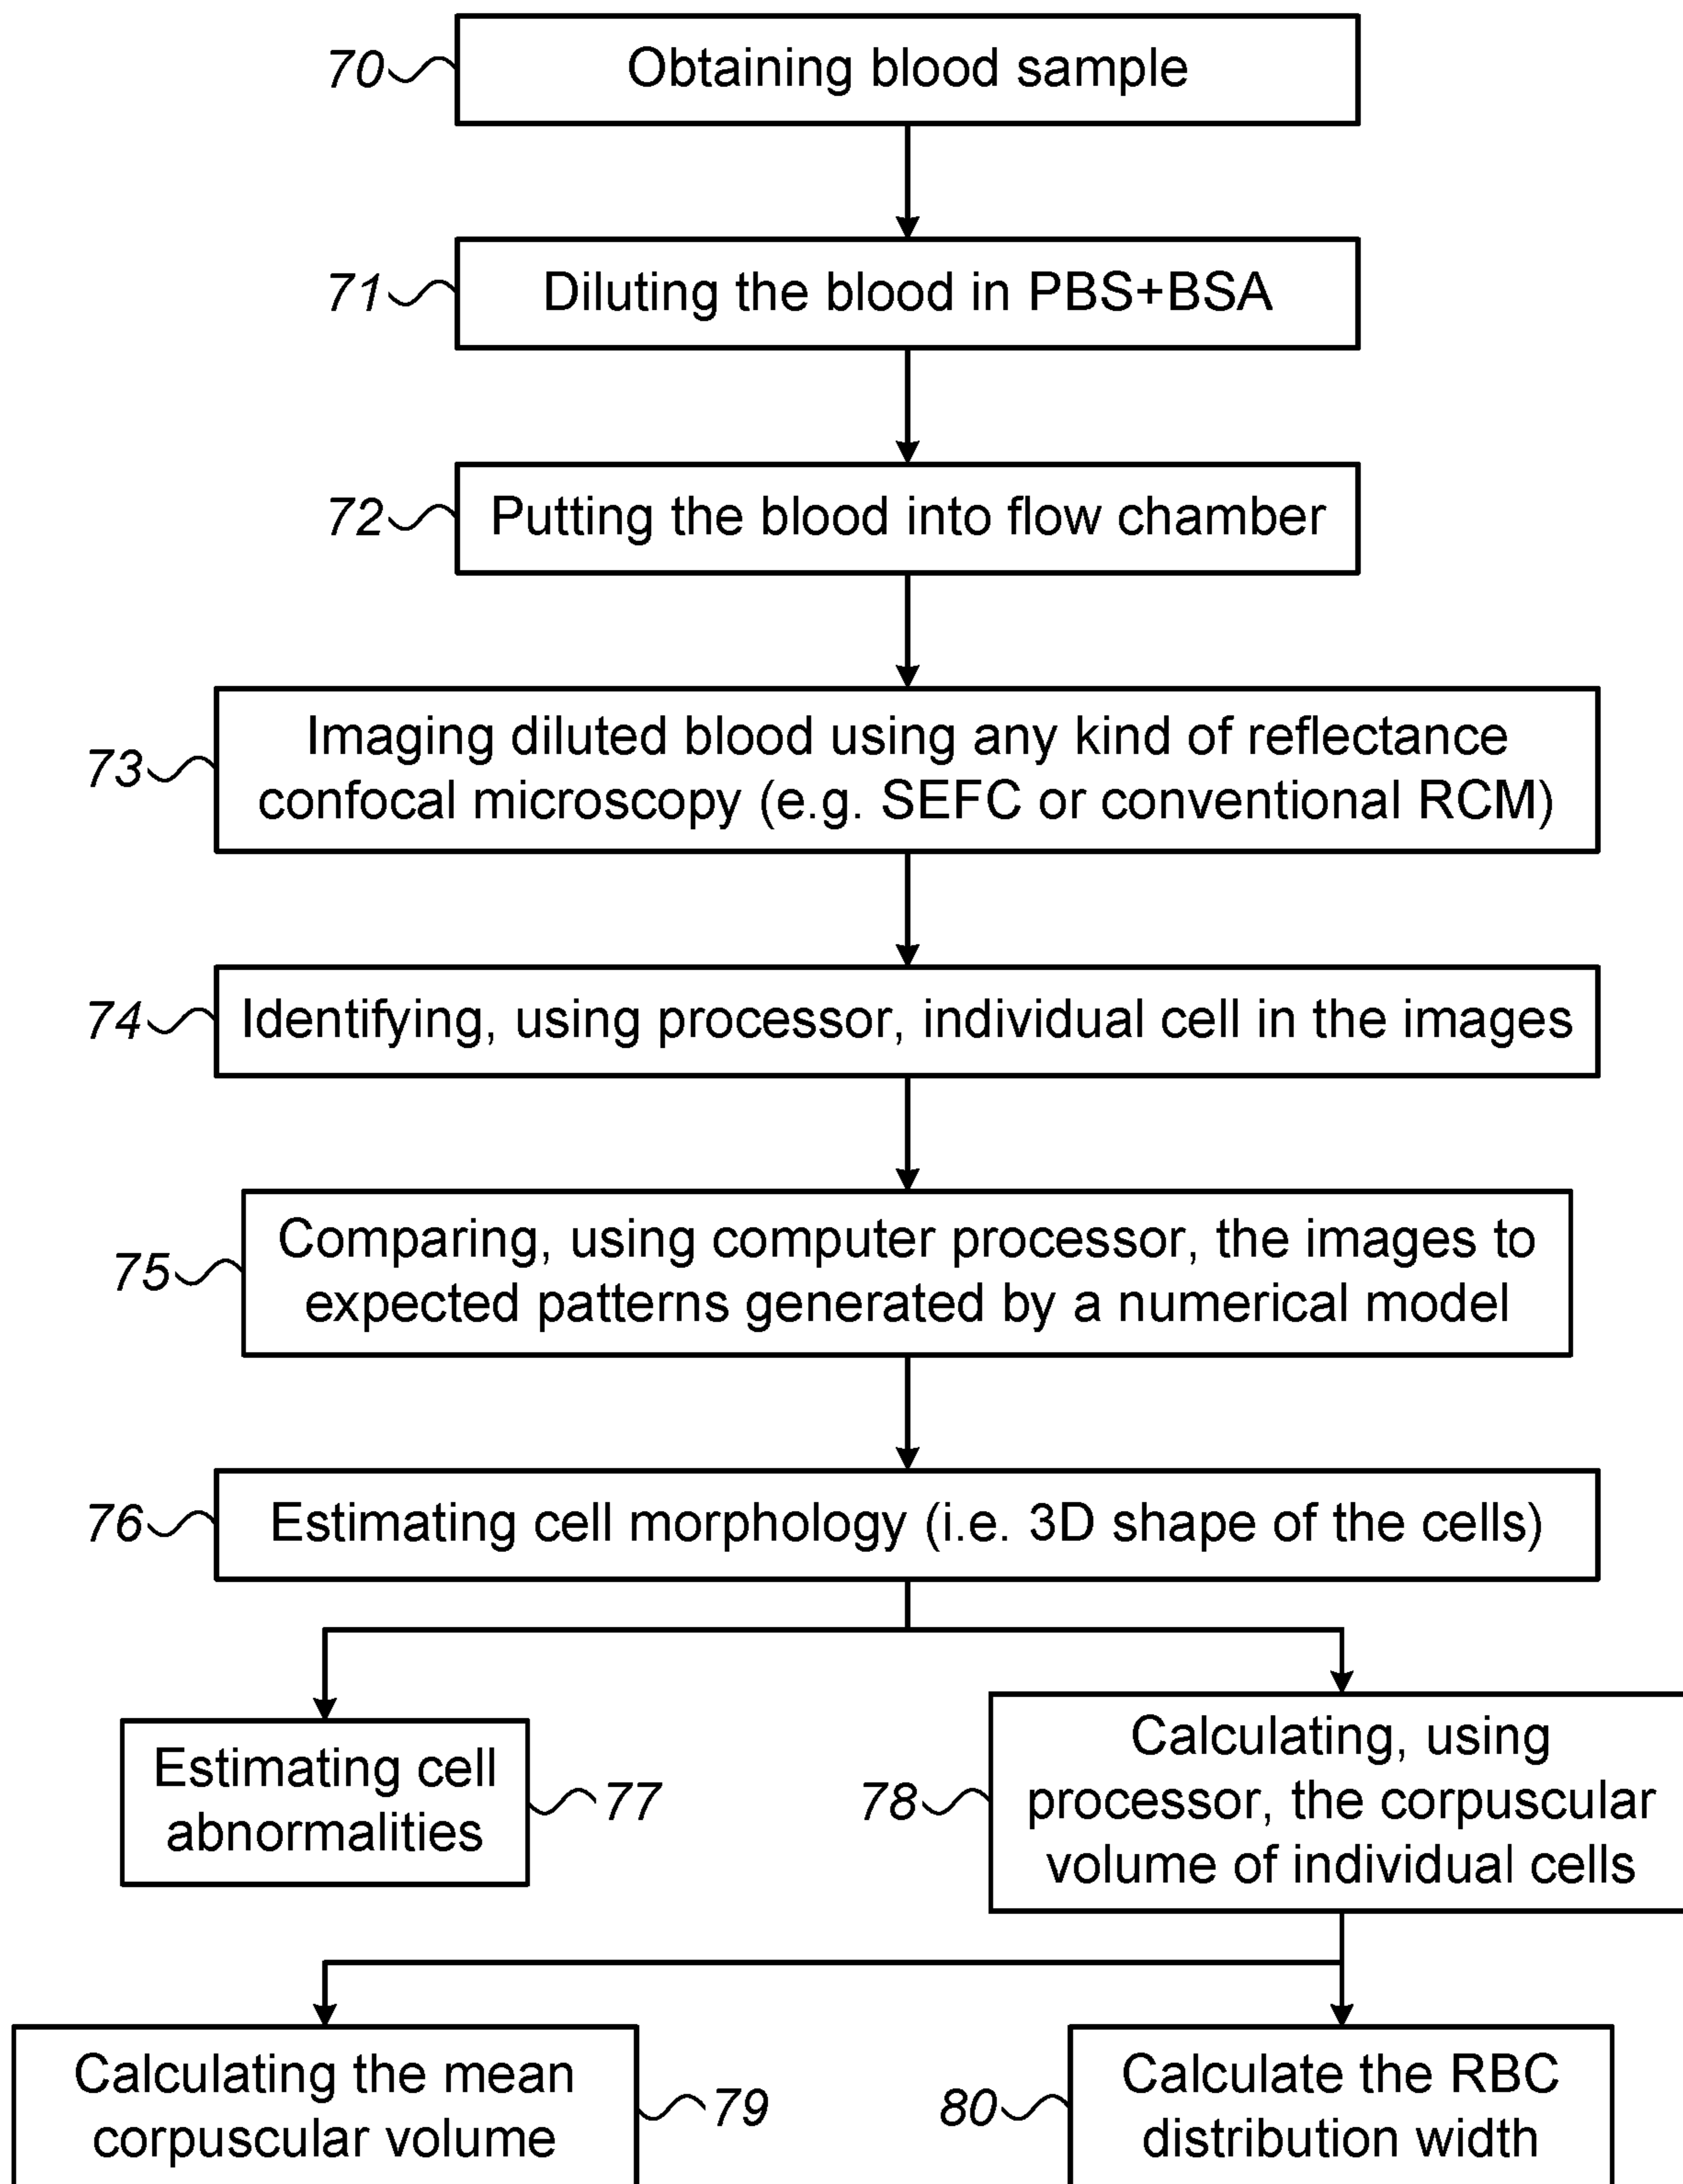 70
Obtaining blood sample
71
Diluting the blood in PBS+BSA
72
Putting the blood into flow chamber
73
Imaging diluted blood using any kind of reflectance
confocal microscopy (e.g. SEFC or conventional RCM)
74
Identifying, using processor, individual cell in the images
75
Comparing, using computer processor, the images to
expected patterns generated by a numerical model
76
Estimating cell morphology (i.e. 3D shape of the cells)
Estimating cell
abnormalities
77
78
Calculating, using
processor, the corpuscular
volume of individual cells
Calculating the mean
corpuscular volume
79
80
Calculate the RBC
distribution width